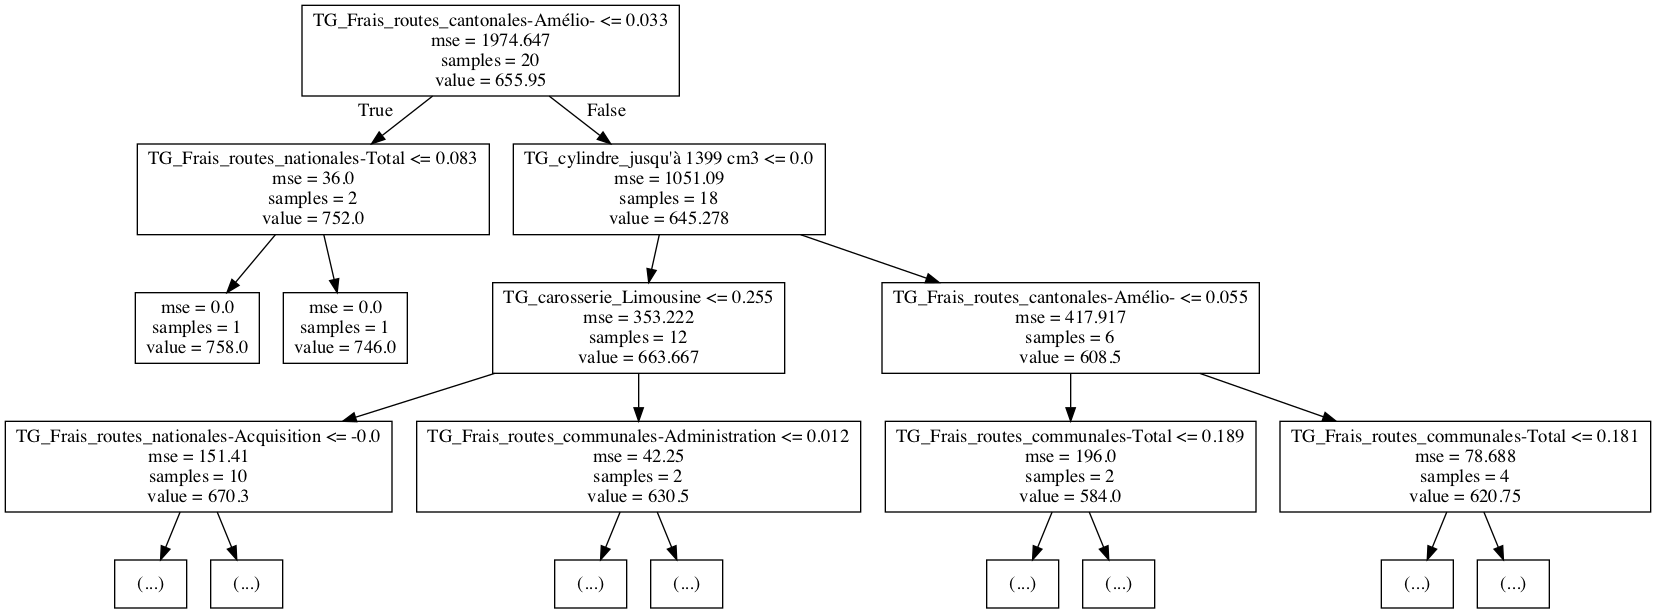 TG_Frais_routes_cantonales-Amélio- <= 0.033
mse = 1974.647
samples = 20
value = 655.95
True
False
TG_Frais_routes_nationales-Total <= 0.083
mse = 36.0
samples = 2
value = 752.0
TG_cylindre_jusqu'à 1399 cm3 <= 0.0
mse = 1051.09
samples = 18
value = 645.278
mse = 0.0
samples = 1
value = 758.0
mse = 0.0
samples = 1
value = 746.0
TG_carosserie_Limousine <= 0.255
mse = 353.222
samples = 12
value = 663.667
TG_Frais_routes_cantonales-Amélio- <= 0.055
mse = 417.917
samples = 6
value = 608.5
TG_Frais_routes_nationales-Acquisition <= -0.0
mse = 151.41
samples = 10
value = 670.3
TG_Frais_routes_communales-Administration <= 0.012
mse = 42.25
samples = 2
value = 630.5
TG_Frais_routes_communales-Total <= 0.189
mse = 196.0
samples = 2
value = 584.0
TG_Frais_routes_communales-Total <= 0.181
mse = 78.688
samples = 4
value = 620.75
(...)
(...)
(...)
(...)
(...)
(...)
(...)
(...)